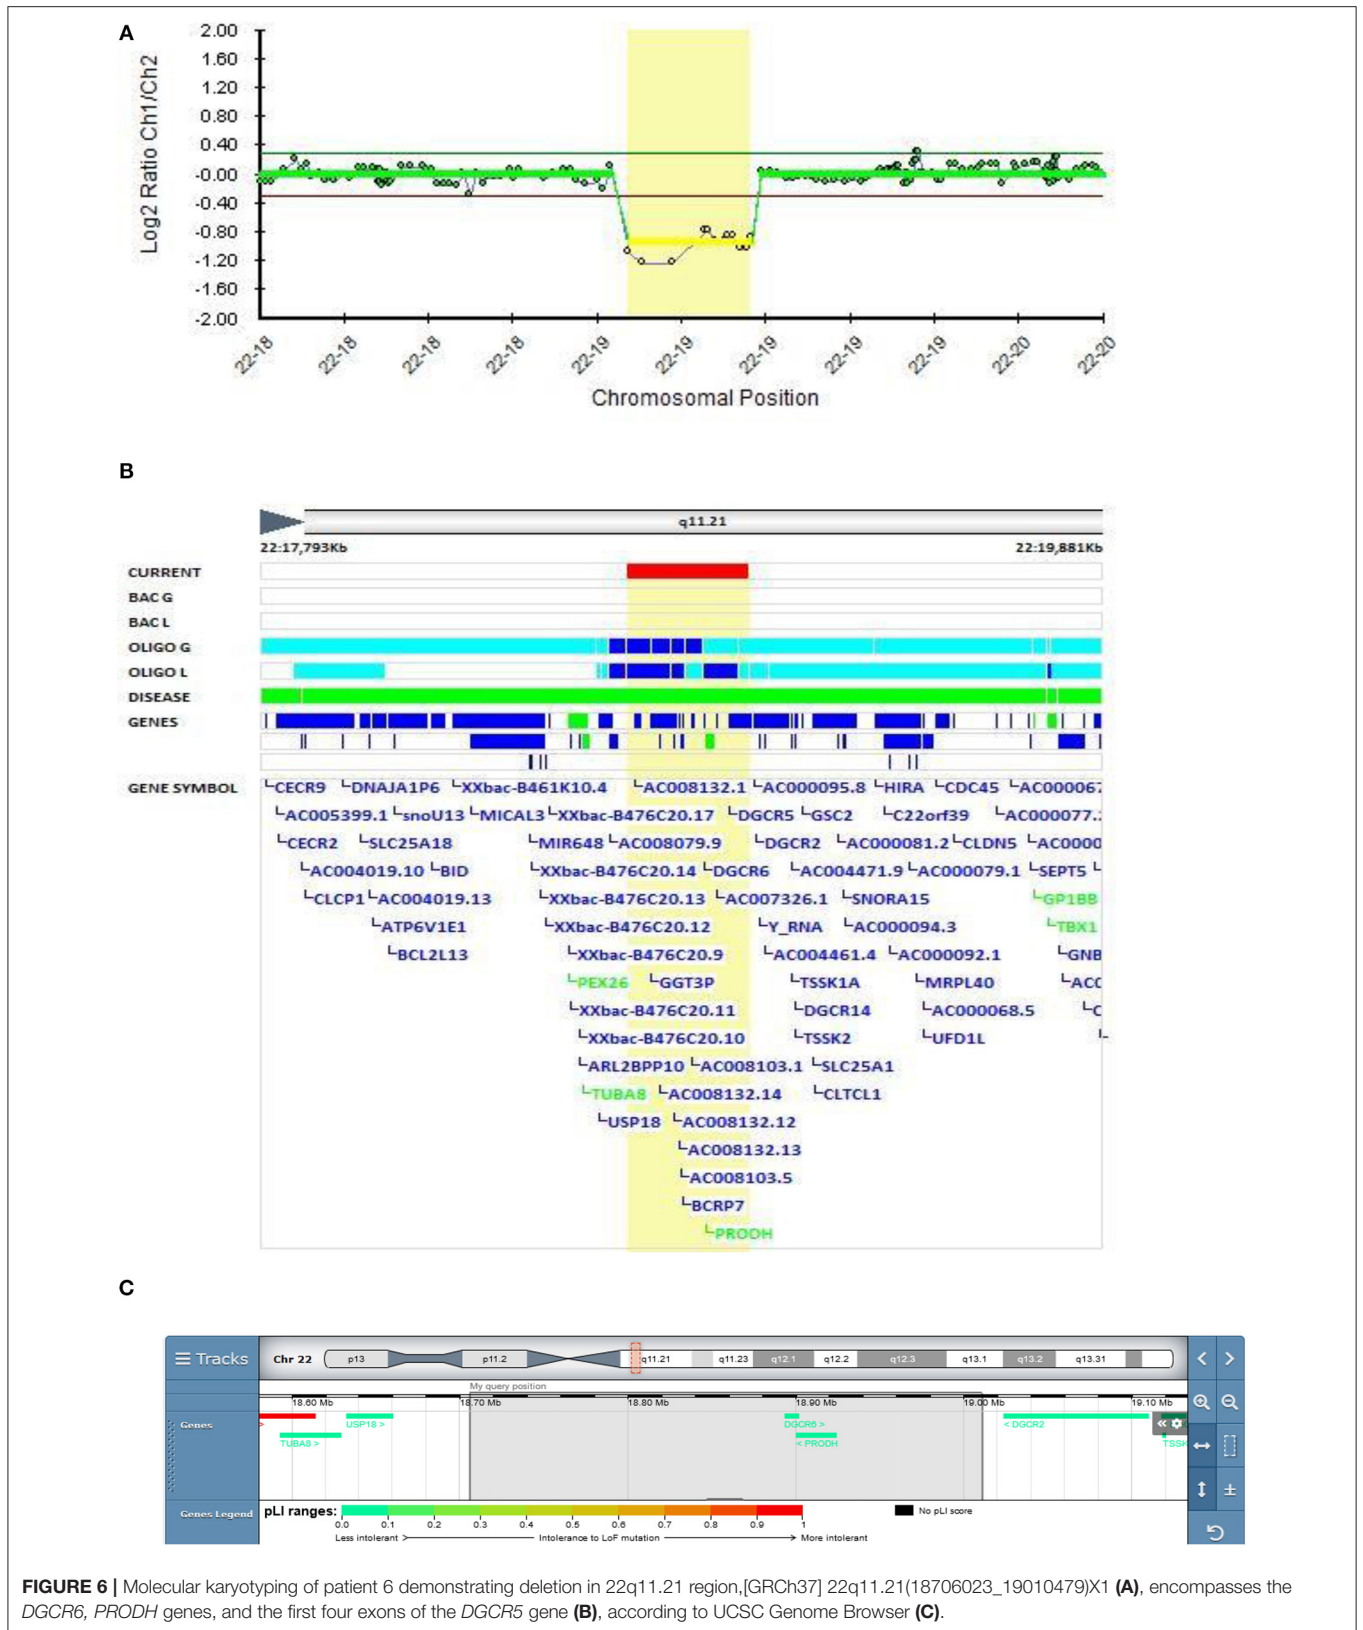 A
2.00
1.60
1.20
0.80
0.40
-0.00
-0.40
-0.80
-1.20
-1.60
-2.00
Log2 Ratio Ch1/Ch2
22-18 22-18 22-18 22-18 22-19 22-19 22-19 22-19 22-19 22-20 22-20
Chromosomal Position
B
q11.21
22:17,793Kb 22:19,881Kb
CURRENT
BAC G
BAC L
OLIGO G
OLIGO L
DISEASE
GENES
GENE SYMBOL CECR9 DNAJA1P6 XXbac-B461K10.4 AC008132.1 AC000095.8 HIRA CDC45 AC000067
AC005399.1 snoU13 MICAL3 XXbac-B476C20.17 DGCR5 GSC2 C22orf39 AC000077.
CECR2 SLC25A18 MIR648 AC008079.9 DGCR2 AC000081.2 CLDN5 AC0000
AC004019.10 BID XXbac-B476C20.14 DGCR6 AC004471.9 AC000079.1 SEPT5
CLCP1 AC004019.13 XXbac-B476C20.13 AC007326.1 SNORA15 GP1BB
ATP6V1E1 XXbac-B476C20.12 Y_RNA AC000094.3 TBX1
BCL2L13 XXbac-B476C20.9 AC004461.4 AC000092.1 GNB
PEX26 GGT3P TSSK1A MRPL40 ACC
XXbac-B476C20.11 DGCR14 AC000068.5 C
XXbac-B476C20.10 TSSK2 UFD1L
ARL2BPP10 AC008103.1 SLC25A1
TUBA8 AC008132.14 CLTCL1
USP18 AC008132.12
AC008132.13
AC008103.5
BCRP7
PRODH
C
Tracks Chr 22 p13 p11.2 q11.21 q11.23 q12.1 q12.2 q12.3 q13.1 q13.2 q13.31
My query position
18.60 Mb 18.70 Mb 18.80 Mb 18.90 Mb 19.00 Mb 19.10 Mb
Genes > USP18 > DGCR6 > < DGCR2
TUBA8 > < PRODH TSSK
Genes Legend pLI ranges: No pLI score
0.0 0.1 0.2 0.3 0.4 0.5 0.6 0.7 0.8 0.9 1
Less intolerant Intolerance to LoF mutation More intolerant
FIGURE 6 | Molecular karyotyping of patient 6 demonstrating deletion in 22q11.21 region,[GRCh37] 22q11.21(18706023_19010479)X1 (A), encompasses the
DGCR6, PRODH genes, and the first four exons of the DGCR5 gene (B), according to UCSC Genome Browser (C).